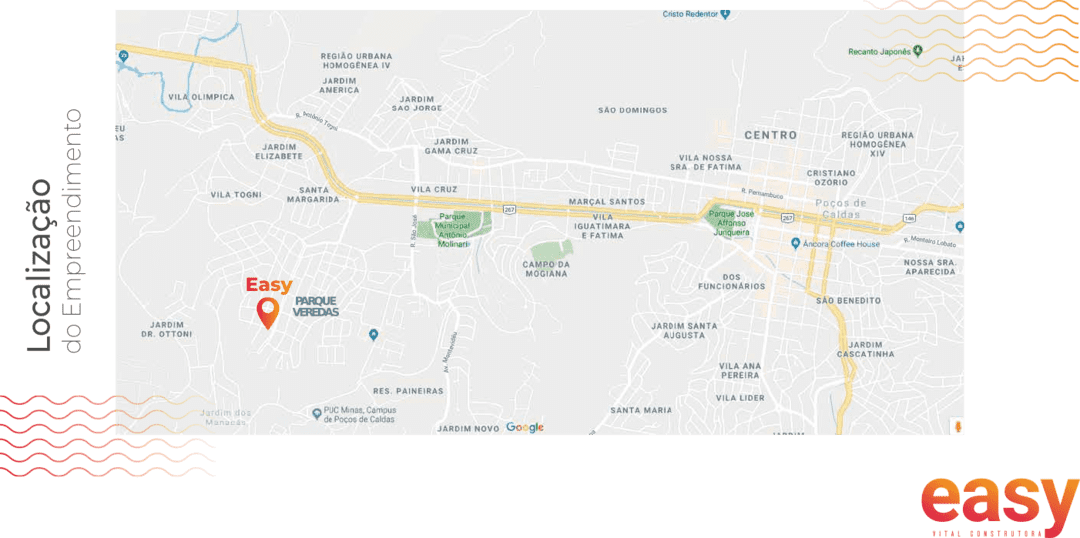 Localização
do Empreendimento
Cristo Redentor
Recanto Japonês
REGIÃO URBANA
HOMOGÊNEA IV
JARDIM
AMERICA
VILA OLIMPICA
JARDIM
SAO JORGE
R. Antônio Togni
SÃO DOMINGOS
CENTRO
REGIÃO URBANA
HOMOGÊNEA
XIV
JARDIM
ELIZABETE
JARDIM
GAMA CRUZ
VILA NOSSA
SRA. DE FATIMA
CRISTIANO
OZORIO
VILA TOGNI
SANTA
MARGARIDA
VILA CRUZ
MARÇAL SANTOS
R. Pernambuco
Poços de
Caldas
267
267
146
Parque
Municipal
Antônio
Molinari
R. São José
VILA
IGUATIMARA
E FATIMA
Parque José
Affonso
Junqueira
Âncora Coffee House
R. Monteiro Lobato
CAMPO DA
MOGIANA
NOSSA SRA.
APARECIDA
DOS
FUNCIONÁRIOS
Easy
PARQUE
VEREDAS
SÃO BENEDITO
JARDIM
DR. OTTONI
JARDIM SANTA
AUGUSTA
Av. Montevidéu
JARDIM
CASCATINHA
VILA ANA
PEREIRA
RES. PAINEIRAS
VILA LIDER
Jardim dos
Manacás
PUC Minas, Campus
de Poços de Caldas
SANTA MARIA
JARDIM NOVO
Google
JARDIM
easy
VITAL CONSTRUTORA